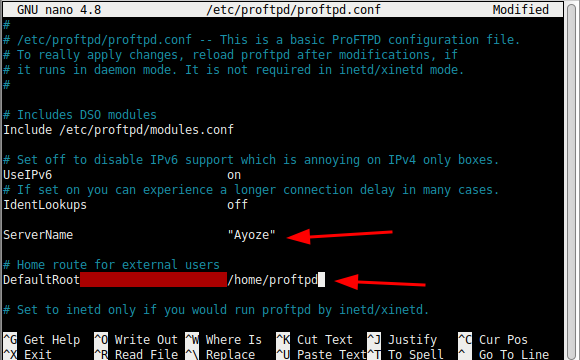 GNU nano 4.8 /etc/proftpd/proftpd.conf Modified
#
# /etc/proftpd/proftpd.conf -- This is a basic ProFTPD configuration file.
# To really apply changes, reload proftpd after modifications, if
# it runs in daemon mode. It is not required in inetd/xinetd mode.
#
# Includes DSO modules
Include /etc/proftpd/modules.conf
# Set off to disable IPv6 support which is annoying on IPv4 only boxes.
UseIPv6 on
# If set on you can experience a longer connection delay in many cases.
IdentLookups off
ServerName "Ayoze"
# Home route for external users
DefaultRoot /home/proftpd
# Set to inetd only if you would run proftpd by inetd/xinetd.
^G Get Help ^O Write Out ^W Where Is ^K Cut Text ^J Justify ^C Cur Pos
^X Exit ^R Read File ^\ Replace ^U Paste Text ^T To Spell ^_ Go To Line